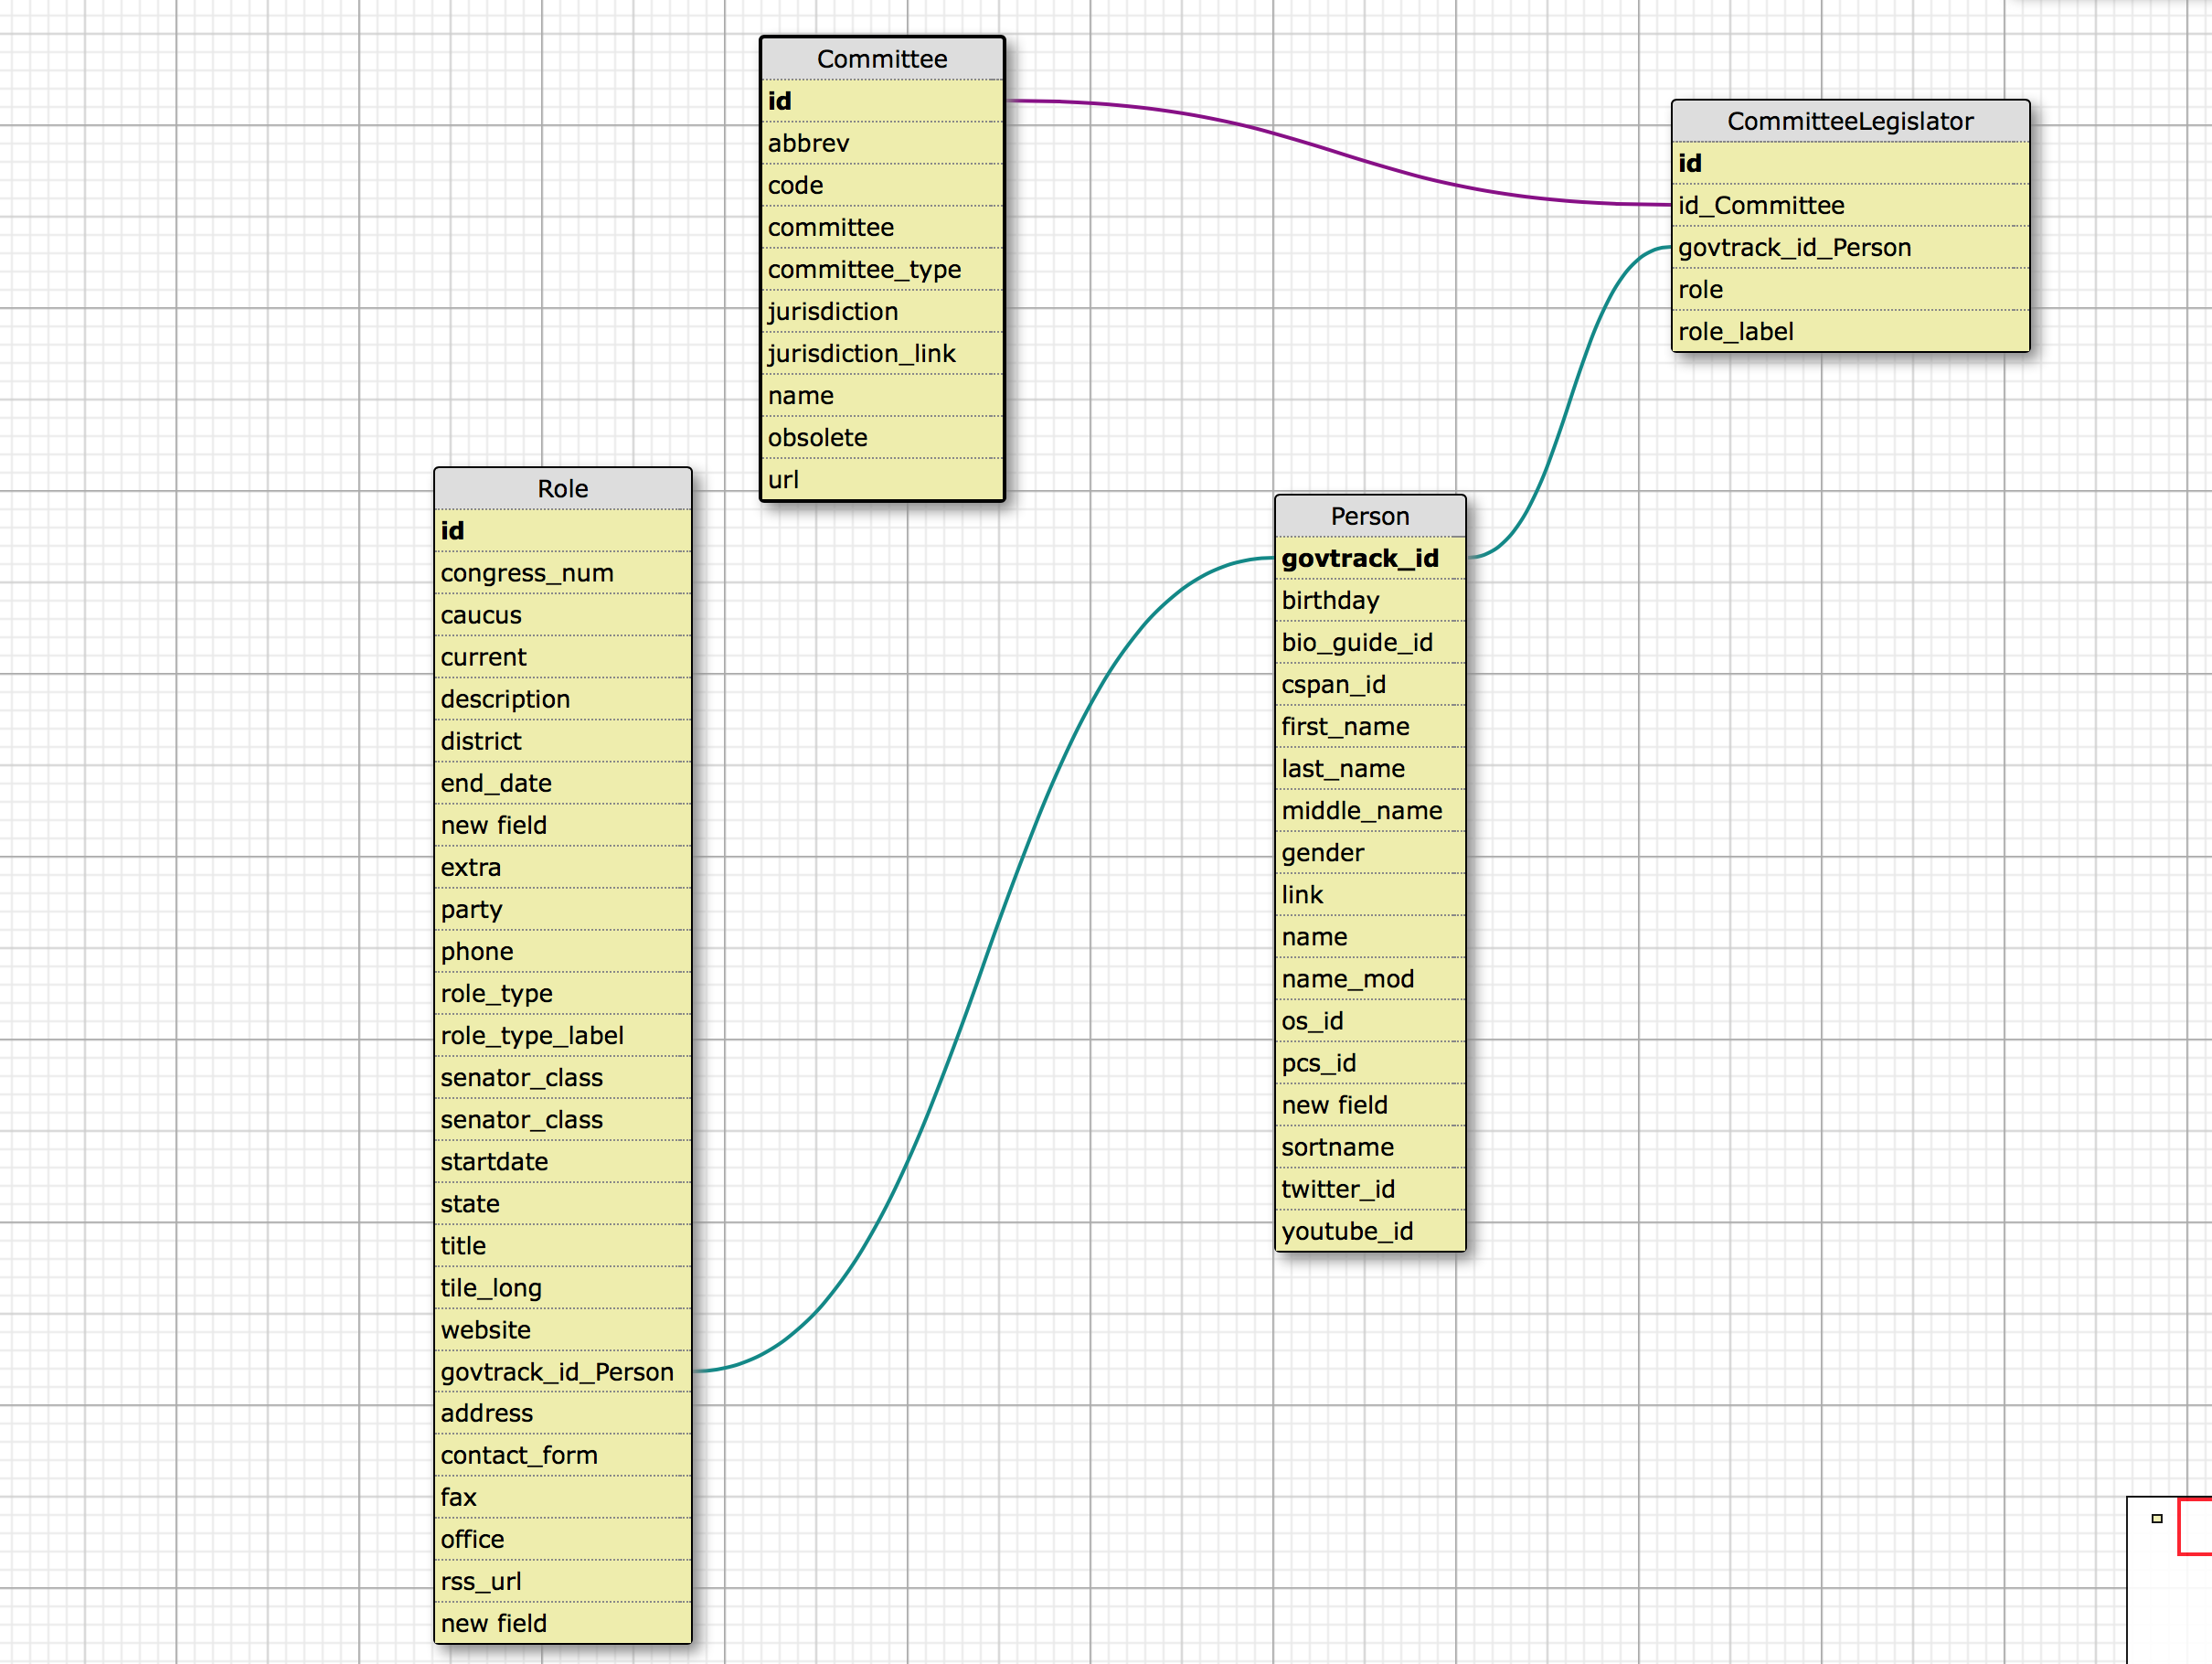 Committee
id
abbrev
code
committee
committee_type
jurisdiction
jurisdiction_link
name
obsolete
url
CommitteeLegislator
id
id_Committee
govtrack_id_Person
role
role_label
Role
id
congress_num
caucus
current
description
district
end_date
new field
extra
party
phone
role_type
role_type_label
senator_class
senator_class
startdate
state
title
tile_long
website
govtrack_id_Person
address
contact_form
fax
office
rss_url
new field
Person
govtrack_id
birthday
bio_guide_id
cspan_id
first_name
last_name
middle_name
gender
link
name
name_mod
os_id
pcs_id
new field
sortname
twitter_id
youtube_id